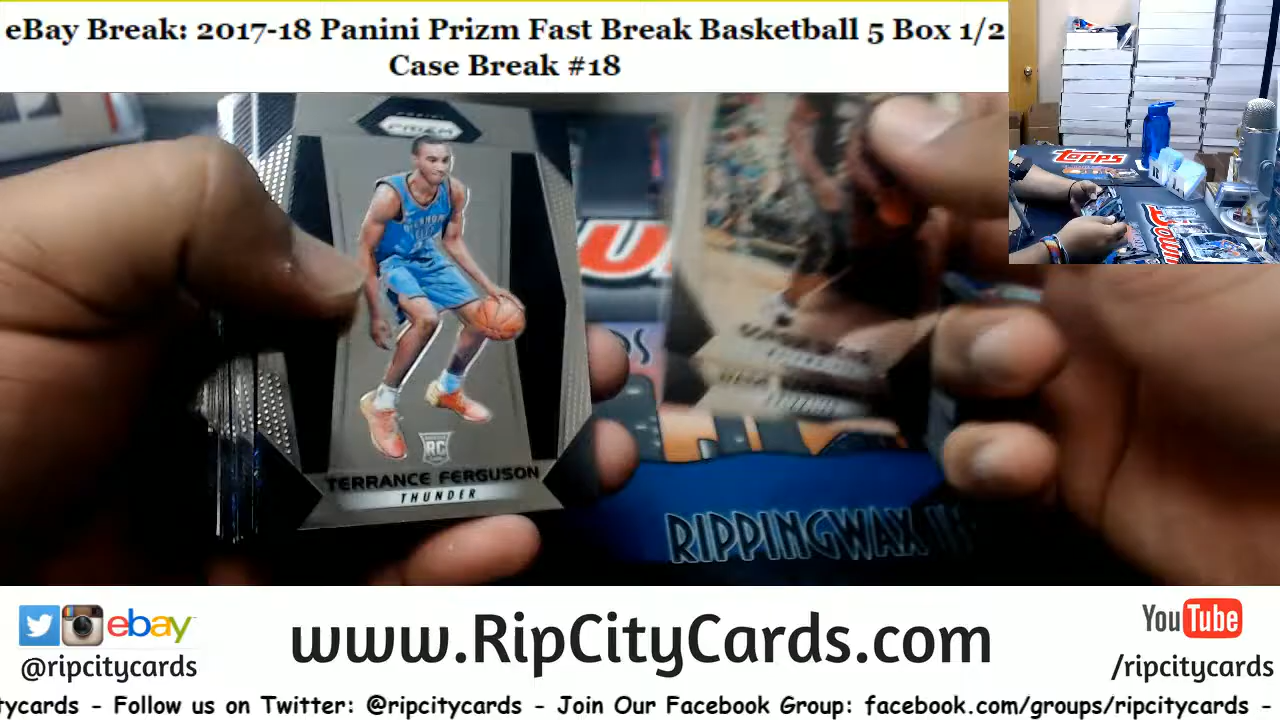 eBay Break: 2017-18 Panini Prizm Fast Break Basketball 5 Box 1/2
Case Break #18
PRIZM
TOPPS
RC
TERRANCE FERGUSON
THUNDER
RIPPINGWAX
ebay
@ripcitycards
www.RipCityCards.com
YouTube
/ripcitycards
tycards - Follow us on Twitter: @ripcitycards - Join Our Facebook Group: facebook.com/groups/ripcitycards -